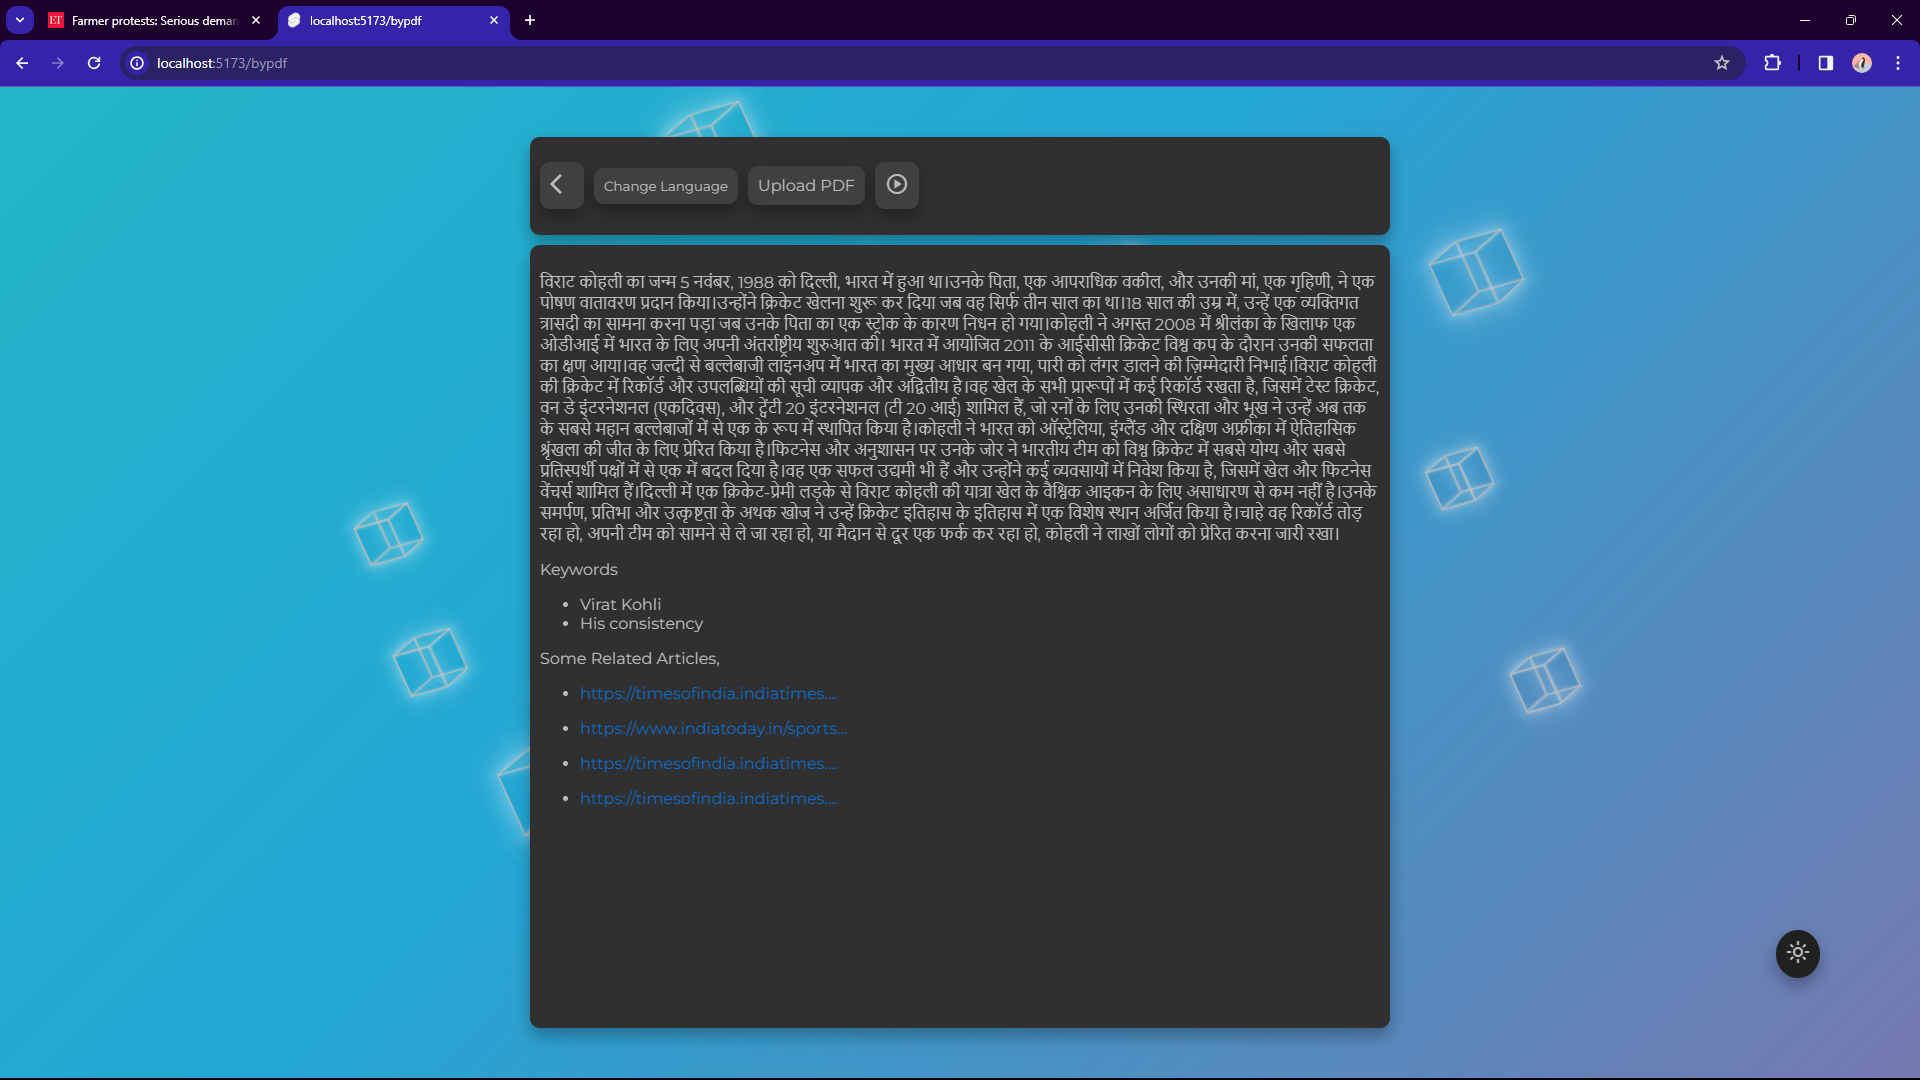 Farmer protests: Serious deman
localhost:5173/bypdf
localhost:5173/bypdf
Change Language
Upload PDF
विराट कोहली का जन्म 5 नवंबर, 1988 को दिल्ली, भारत में हुआ था।उनके पिता, एक आपराधिक वकील, और उनकी मां, एक गृहिणी, ने एक
पोषण वातावरण प्रदान किया।उन्होंने क्रिकेट खेलना शुरू कर दिया जब वह सिर्फ तीन साल का था।18 साल की उम्र में, उन्हें एक व्यक्तिगत
त्रासदी का सामना करना पड़ा जब उनके पिता का एक स्ट्रोक के कारण निधन हो गया।कोहली ने अगस्त 2008 में श्रीलंका के खिलाफ एक
ओडीआई में भारत के लिए अपनी अंतर्राष्ट्रीय शुरुआत की। भारत में आयोजित 2011 के आईसीसी क्रिकेट विश्व कप के दौरान उनकी सफलता
का क्षण आया।वह जल्दी से बल्लेबाजी लाइनअप में भारत का मुख्य आधार बन गया, पारी को लंगर डालने की ज़िम्मेदारी निभाई।विराट कोहली
की क्रिकेट में रिकॉर्ड और उपलब्धियों की सूची व्यापक और अद्वितीय है।वह खेल के सभी प्रारूपों में कई रिकॉर्ड रखता है, जिसमें टेस्ट क्रिकेट,
वन डे इंटरनेशनल (एकदिवस), और ट्वेंटी 20 इंटरनेशनल (टी 20 आई) शामिल हैं, जो रनों के लिए उनकी स्थिरता और भूख ने उन्हें अब तक
के सबसे महान बल्लेबाजों में से एक के रूप में स्थापित किया है।कोहली ने भारत को ऑस्ट्रेलिया, इंग्लैंड और दक्षिण अफ्रीका में ऐतिहासिक
श्रृंखला की जीत के लिए प्रेरित किया है।फिटनेस और अनुशासन पर उनके जोर ने भारतीय टीम को विश्व क्रिकेट में सबसे योग्य और सबसे
प्रतिस्पर्धी पक्षों में से एक में बदल दिया है।वह एक सफल उद्यमी भी हैं और उन्होंने कई व्यवसायों में निवेश किया है, जिसमें खेल और फिटनेस
वेंचर्स शामिल हैं।दिल्ली में एक क्रिकेट-प्रेमी लड़के से विराट कोहली की यात्रा खेल के वैश्विक आइकन के लिए असाधारण से कम नहीं है।उनके
समर्पण, प्रतिभा और उत्कृष्टता के अथक खोज ने उन्हें क्रिकेट इतिहास के इतिहास में एक विशेष स्थान अर्जित किया है।चाहे वह रिकॉर्ड तोड़
रहा हो, अपनी टीम को सामने से ले जा रहा हो, या मैदान से दूर एक फर्क कर रहा हो, कोहली ने लाखों लोगों को प्रेरित करना जारी रखा।
Keywords
Virat Kohli
His consistency
Some Related Articles,
https://timesofindia.indiatimes....
https://www.indiatoday.in/sports...
https://timesofindia.indiatimes....
https://timesofindia.indiatimes....